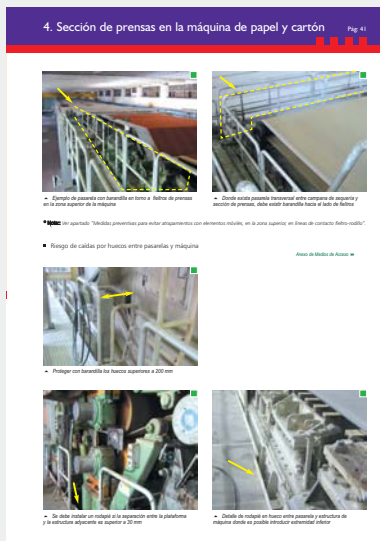 4. Sección de prensas en la máquina de papel y cartón
Pág: 41
Ejemplo de pasarela con barandilla en torno a fieltros de prensas
en la zona superior de la máquina
Donde exista pasarela transversal entre campana de sequería y
sección de prensas, debe existir barandilla hacia el lado de fieltros
* Nota: Ver apartado "Medidas preventivas para evitar atrapamientos con elementos móviles, en la zona superior, en líneas de contacto fieltro-rodillo".
Riesgo de caídas por huecos entre pasarelas y máquina
Anexo de Medios de Acceso
Proteger con barandilla los huecos superiores a 200 mm
Se debe instalar un rodapié si la separación entre la plataforma
y la estructura adyacente es superior a 30 mm
Detalle de rodapié en hueco entre pasarela y estructura de
máquina donde es posible introducir extremidad inferior